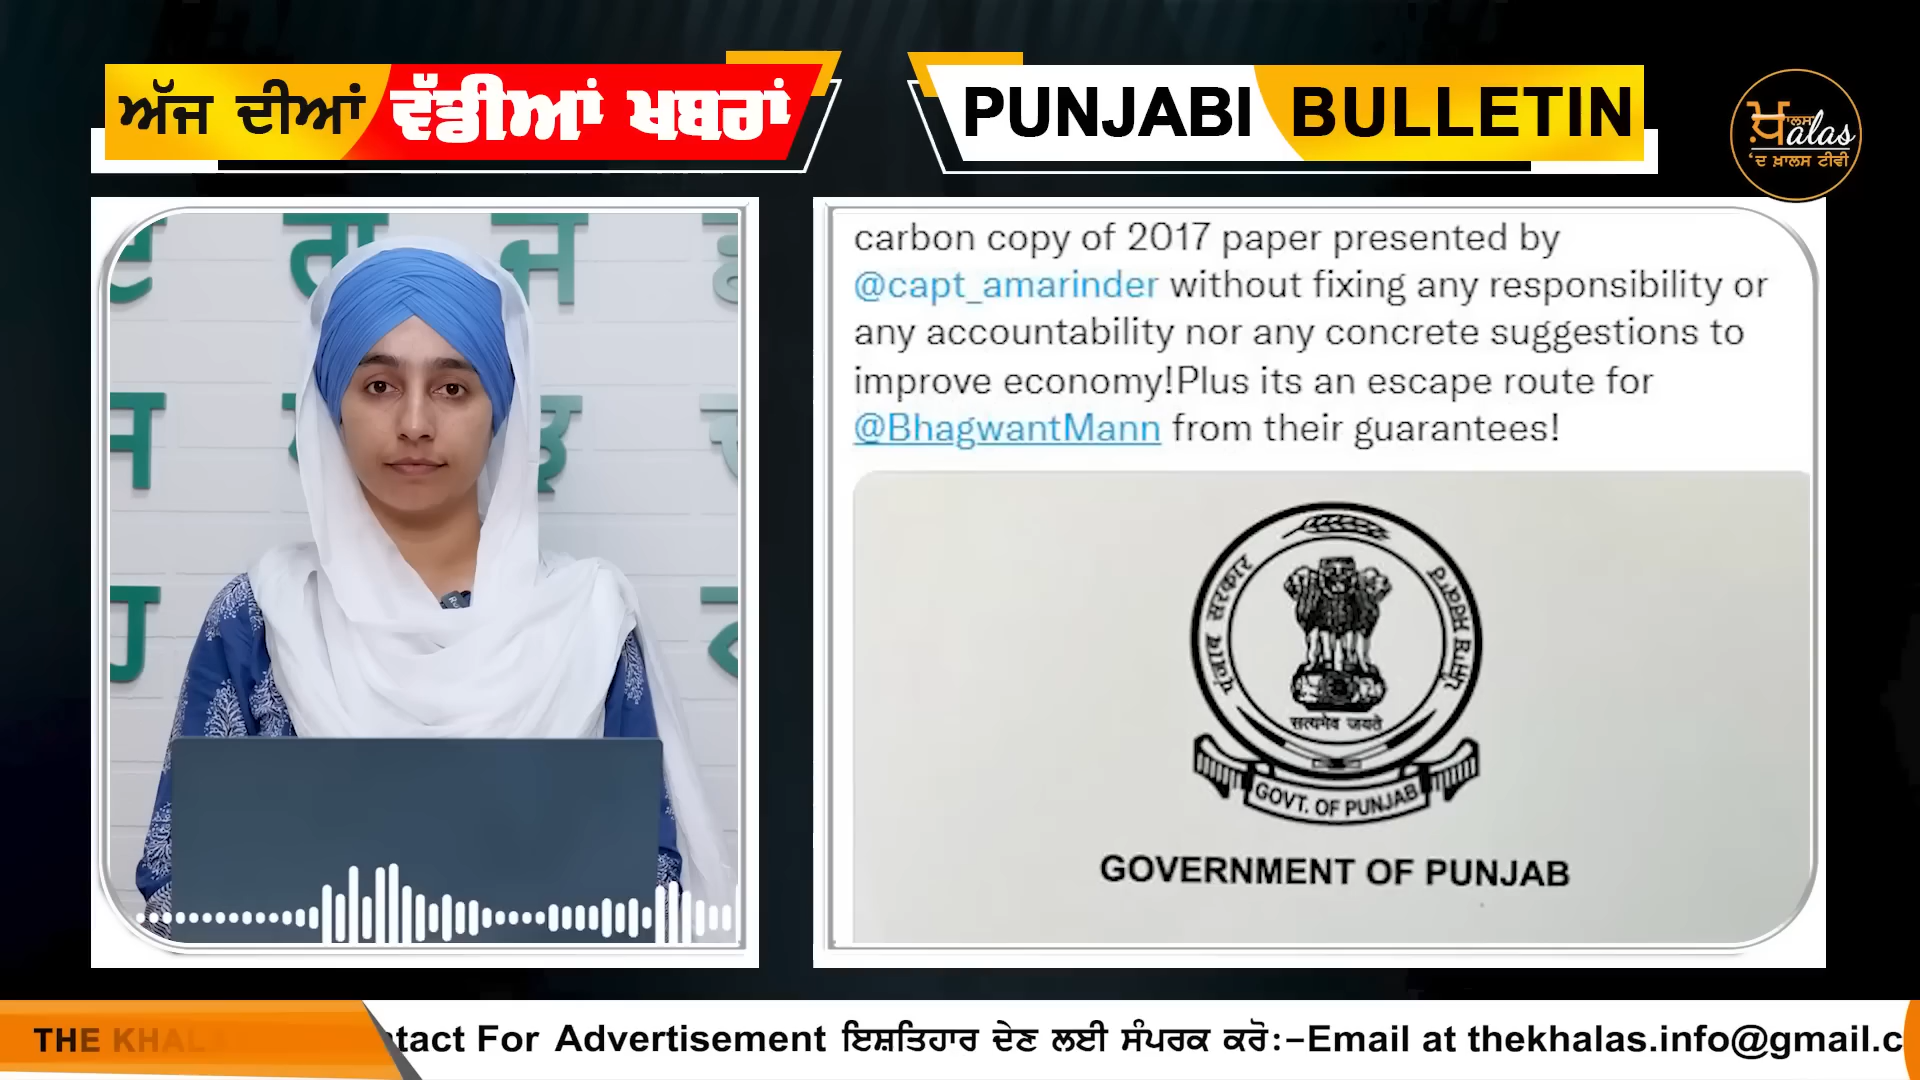 ਅੱਜ ਦੀਆਂ ਵੱਡੀਆਂ ਖਬਰਾਂ
PUNJABI BULLETIN
ਖ਼ਾਲਸ
alas
'ਦ ਖ਼ਾਲਸ ਟੀਵੀ
carbon copy of 2017 paper presented by
@capt_amarinder without fixing any responsibility or
any accountability nor any concrete suggestions to
improve economy!Plus its an escape route for
@BhagwantMann from their guarantees!
ਪੰਜਾਬ ਸਰਕਾਰ
सत्यमेव जयते
GOVT. OF PUNJAB
GOVERNMENT OF PUNJAB
THE KHAL
tact For Advertisement ਇਸ਼ਤਿਹਾਰ ਦੇਣ ਲਈ ਸੰਪਰਕ ਕਰੋ:-Email at thekhalas.info@gmail.c